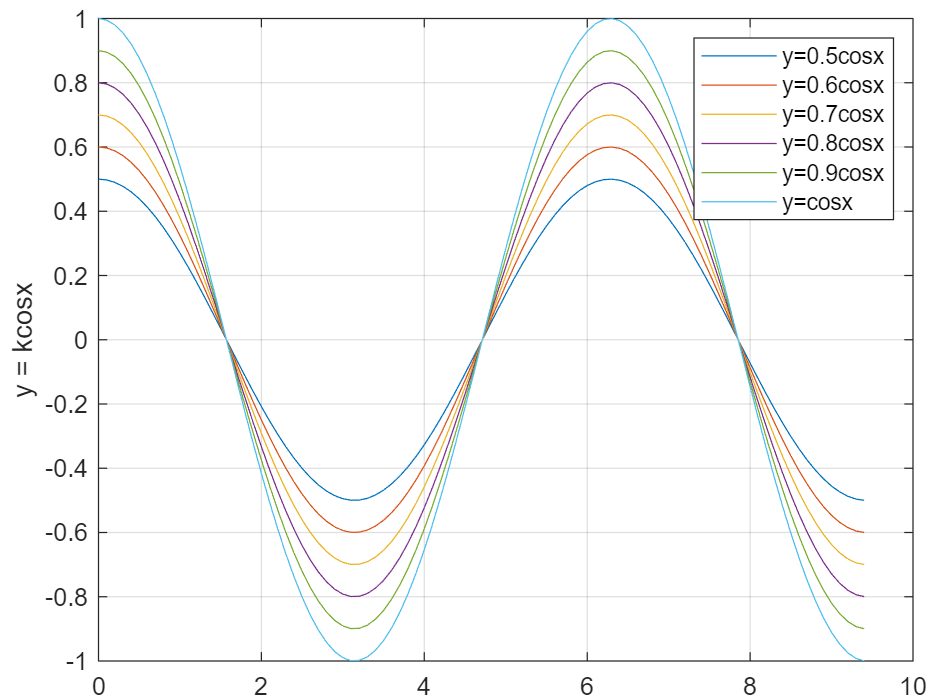 1
0.8
0.6
0.4
0.2
0
-0.2
-0.4
-0.6
-0.8
-1
y = kcosx
0 2 4 6 8 10
y=0.5cosx
y=0.6cosx
y=0.7cosx
y=0.8cosx
y=0.9cosx
y=cosx